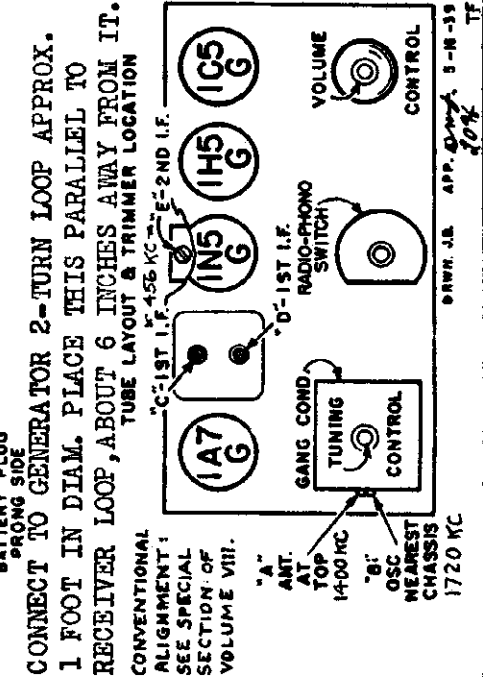 BATTERY PLUG
PRONG SIDE
CONNECT TO GENERATOR 2-TURN LOOP APPROX.
1 FOOT IN DIAM. PLACE THIS PARALLEL TO
RECEIVER LOOP, ABOUT 6 INCHES AWAY FROM IT.
TUBE LAYOUT & TRIMMER LOCATION
CONVENTIONAL
ALIGNMENT:
SEE SPECIAL
SECTION OF
VOLUME VIII.
"C"-1ST I.F.
456 KC
"E"-2ND I.F.
1A7
G
1N5
G
1H5
G
1C5
G
"D"-1ST I.F.
GANG COND
TUNING
CONTROL
RADIO-PHONO
SWITCH
VOLUME
CONTROL
"A"
ANT.
AT
TOP
1400 KC
"B"
OSC
NEAREST
CHASSIS
1720 KC
DRWN. J.B.
APP.
TF